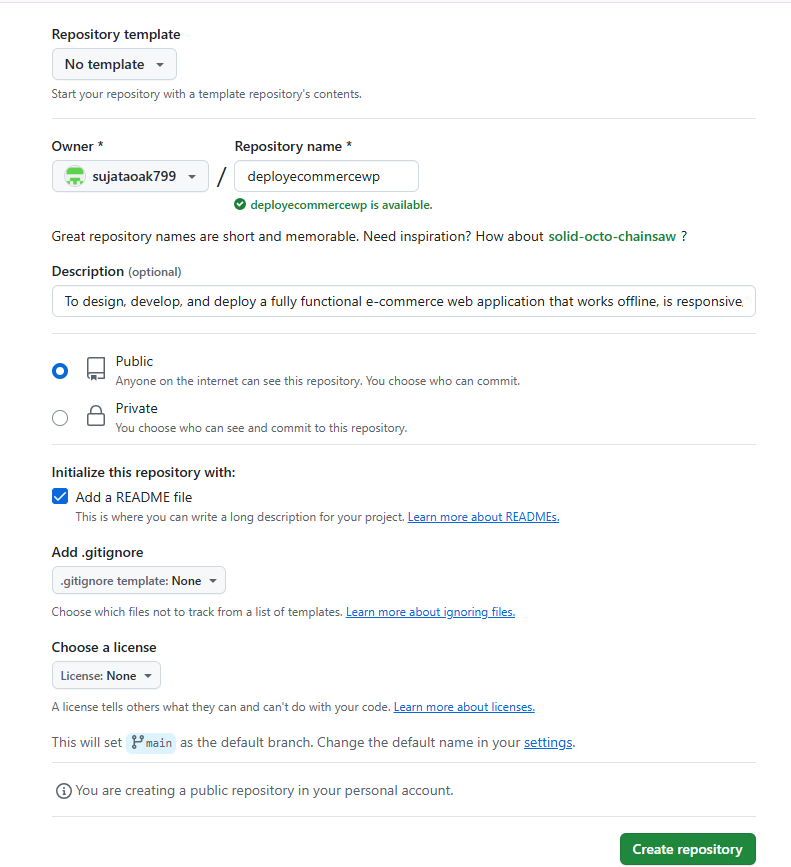 Repository template
No template
Start your repository with a template repository's contents.
Owner *
Repository name *
sujataoak799
/
deployecommercewp
deployecommercewp is available.
Great repository names are short and memorable. Need inspiration? How about solid-octo-chainsaw ?
Description (optional)
To design, develop, and deploy a fully functional e-commerce web application that works offline, is responsive,
Public
Anyone on the internet can see this repository. You choose who can commit.
Private
You choose who can see and commit to this repository.
Initialize this repository with:
Add a README file
This is where you can write a long description for your project. Learn more about READMEs.
Add .gitignore
.gitignore template: None
Choose which files not to track from a list of templates. Learn more about ignoring files.
Choose a license
License: None
A license tells others what they can and can't do with your code. Learn more about licenses.
This will set main as the default branch. Change the default name in your settings.
You are creating a public repository in your personal account.
Create repository